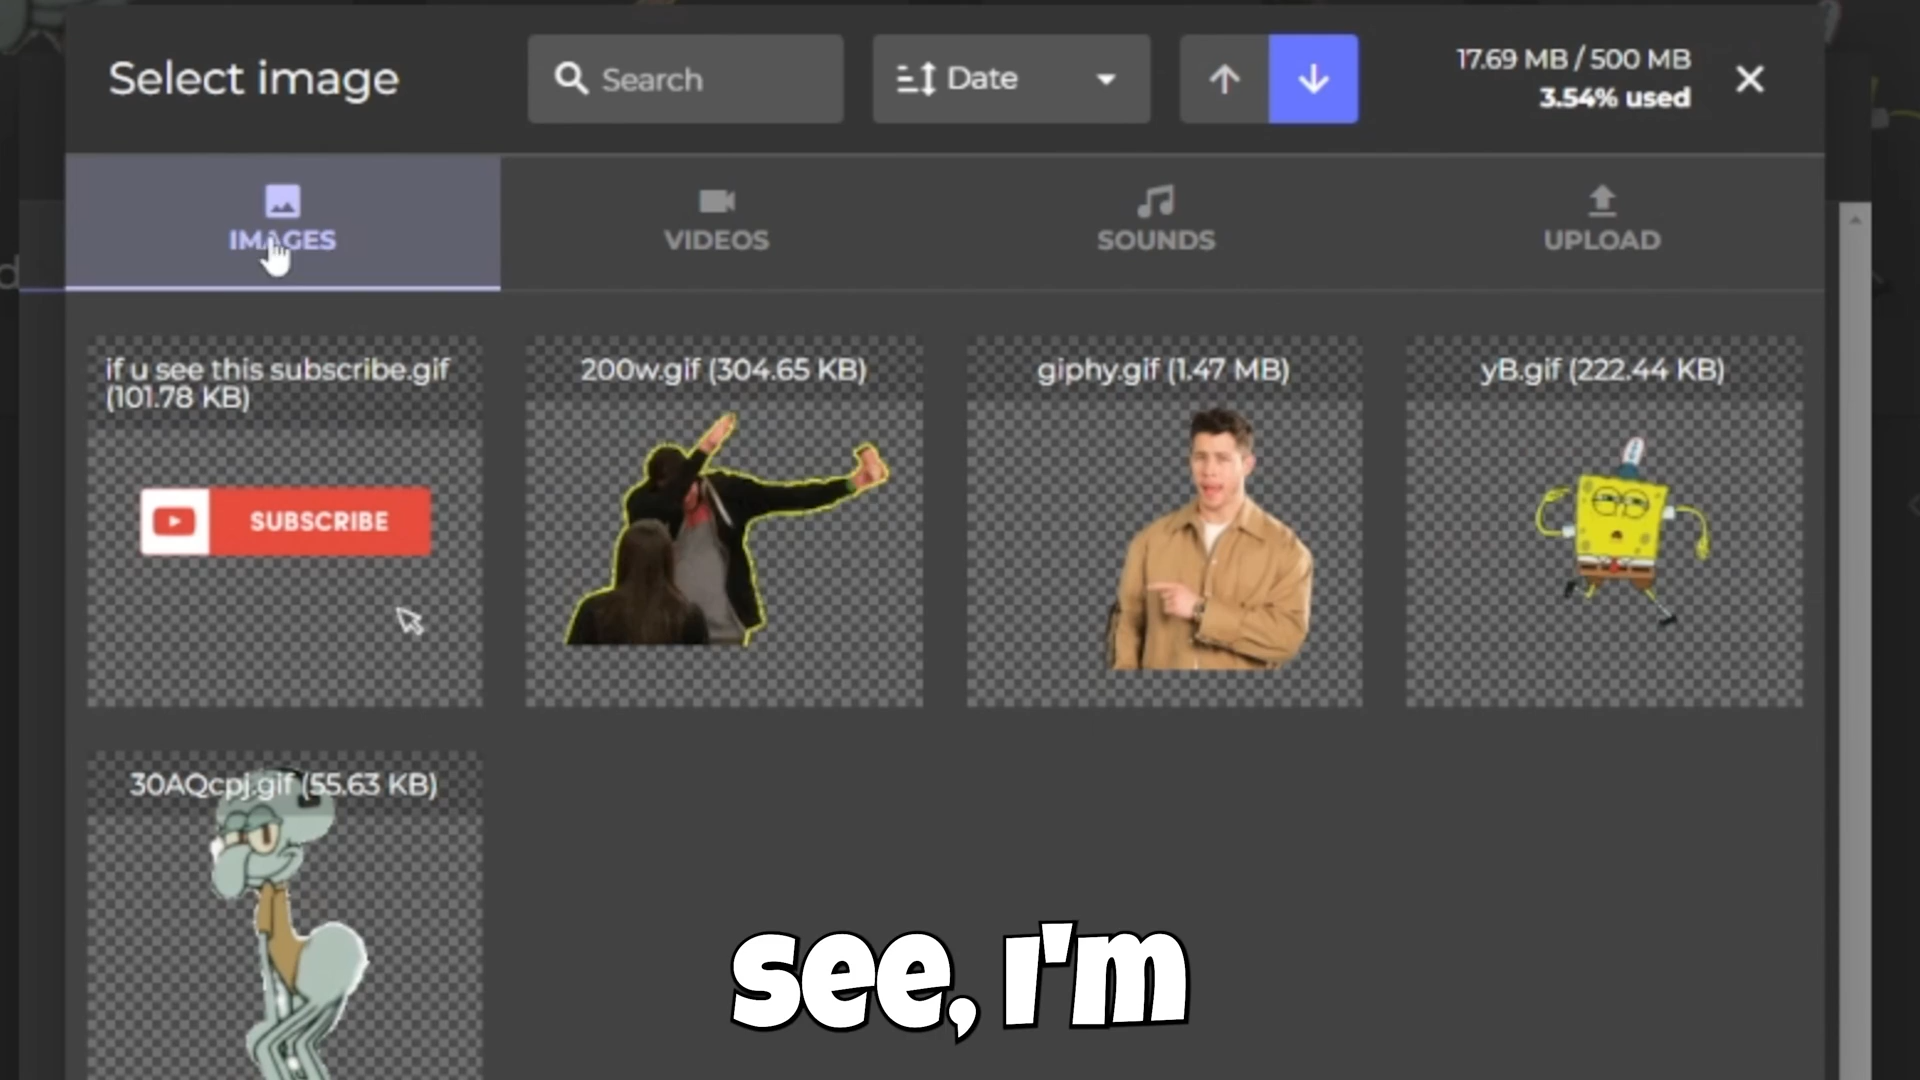 Select image
Search
Date
17.69 MB / 500 MB
3.54% used
IMAGES
VIDEOS
SOUNDS
UPLOAD
if u see this subscribe.gif
(101.78 KB)
200w.gif (304.65 KB)
giphy.gif (1.47 MB)
yB.gif (222.44 KB)
SUBSCRIBE
30AQcpj.gif (55.63 KB)
see, I'm